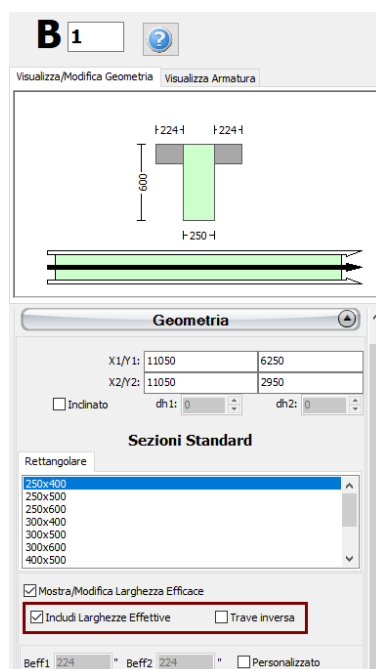 B 1
Visualizza/Modifica Geometria Visualizza Armatura
224 224
600
250
Geometria
X1/Y1: 11050 6250
X2/Y2: 11050 2950
Inclinato dh1: 0 dh2: 0
Sezioni Standard
Rettangolare
250x400
250x500
250x600
300x400
300x500
300x600
400x500
Mostra/Modifica Larghezza Efficace
Includi Larghezze Effettive Trave inversa
Beff1 224 " Beff2 224 " Personalizzato